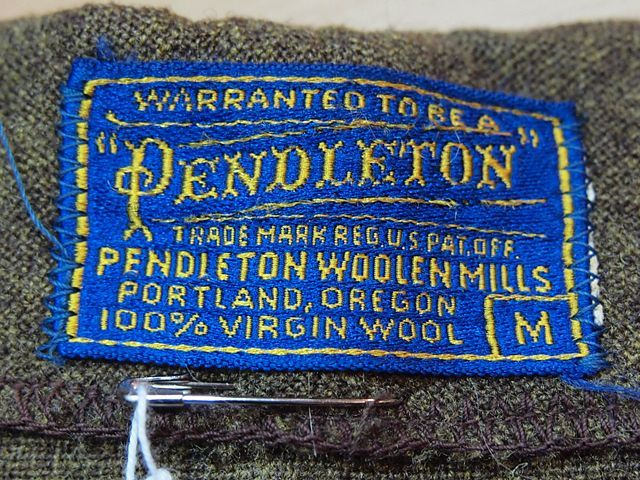 WARRANTED TO BE A
"PENDLETON"
TRADE MARK REG. U.S. PAT. OFF.
PENDLETON WOOLEN MILLS
PORTLAND, OREGON
100% VIRGIN WOOL
M